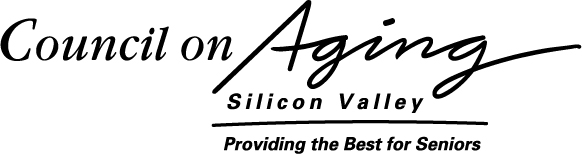 Council on Aging
Silicon Valley
Providing the Best for Seniors